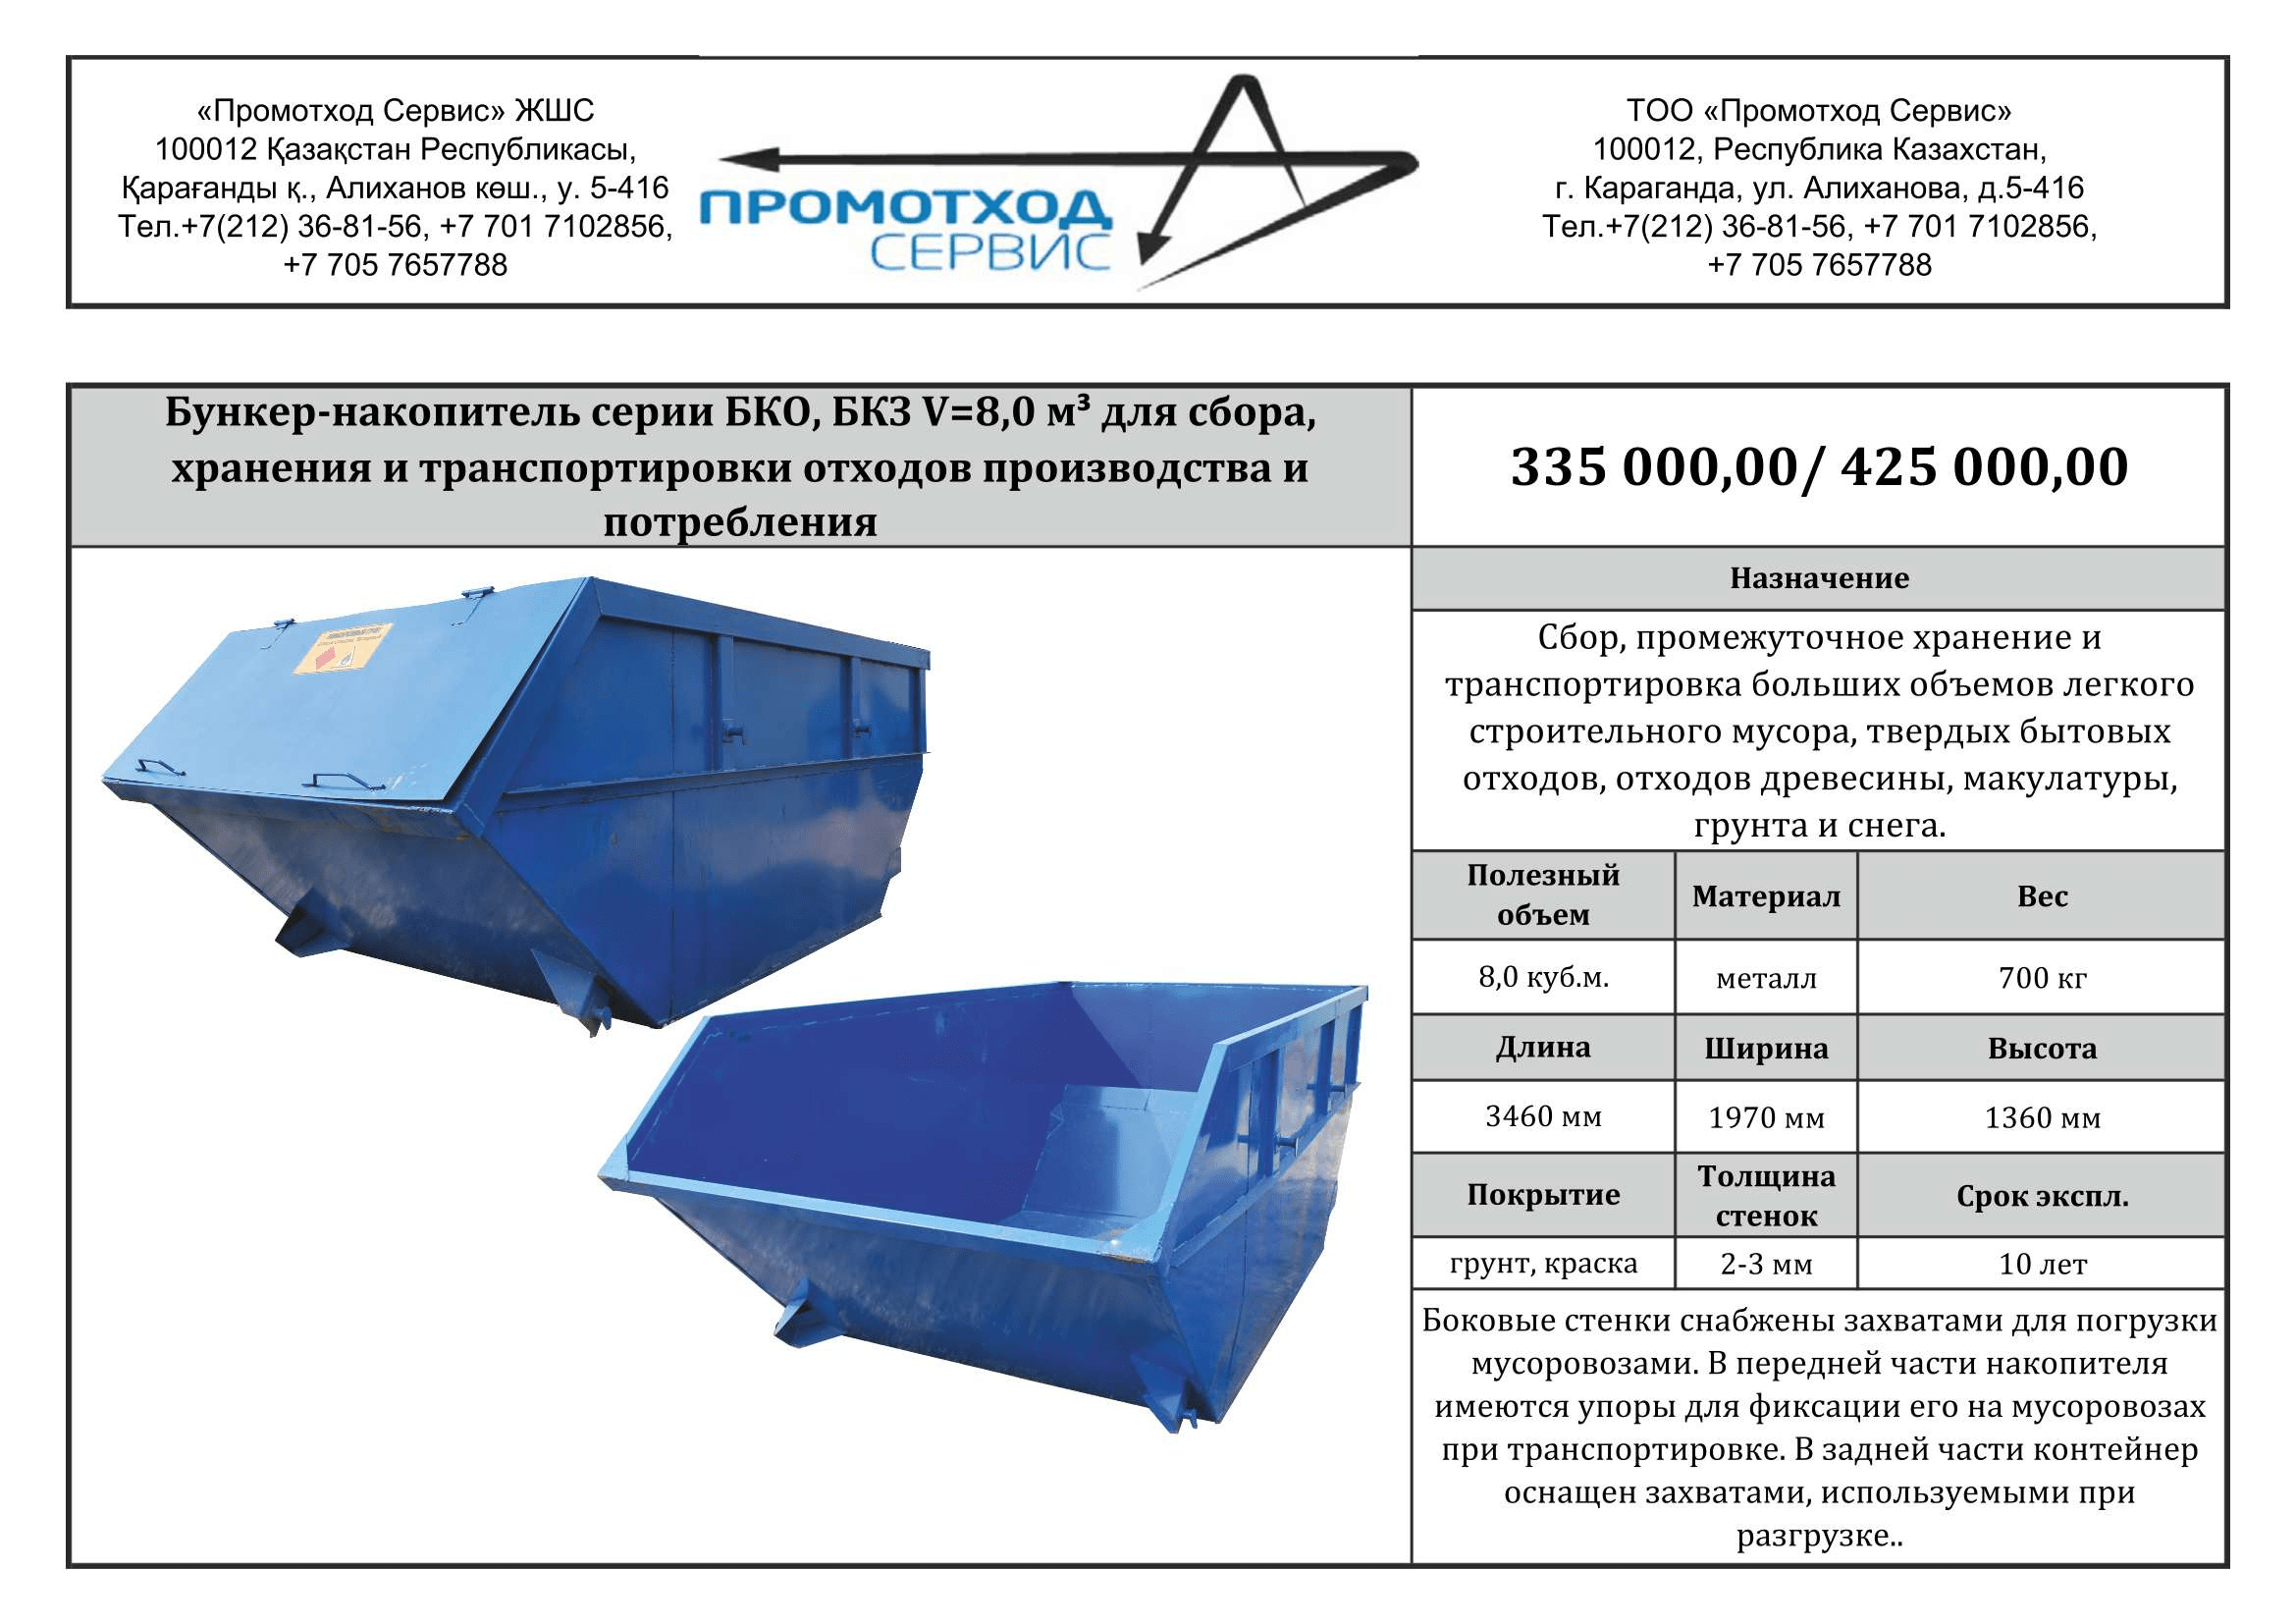 «Промотход Сервис» ЖШС
100012 Қазақстан Республикасы,
Қарағанды қ., Алиханов көш., у. 5-416
Тел.+7(212) 36-81-56, +7 701 7102856,
+7 705 7657788
ПРОМОТХОД
СЕРВИС
ТОО «Промотход Сервис»
100012, Республика Казахстан,
г. Караганда, ул. Алиханова, д.5-416
Тел.+7(212) 36-81-56, +7 701 7102856,
+7 705 7657788
Бункер-накопитель серии БКО, БКЗ V=8,0 м³ для сбора,
хранения и транспортировки отходов производства и
потребления
335 000,00/ 425 000,00
Назначение
Сбор, промежуточное хранение и
транспортировка больших объемов легкого
строительного мусора, твердых бытовых
отходов, отходов древесины, макулатуры,
грунта и снега.
Полезный
объем
Материал
Вес
8,0 куб.м.
металл
700 кг
Длина
Ширина
Высота
3460 мм
1970 мм
1360 мм
Покрытие
Толщина
стенок
Срок экспл.
грунт, краска
2-3 мм
10 лет
Боковые стенки снабжены захватами для погрузки
мусоровозами. В передней части накопителя
имеются упоры для фиксации его на мусоровозах
при транспортировке. В задней части контейнер
оснащен захватами, используемыми при
разгрузке..